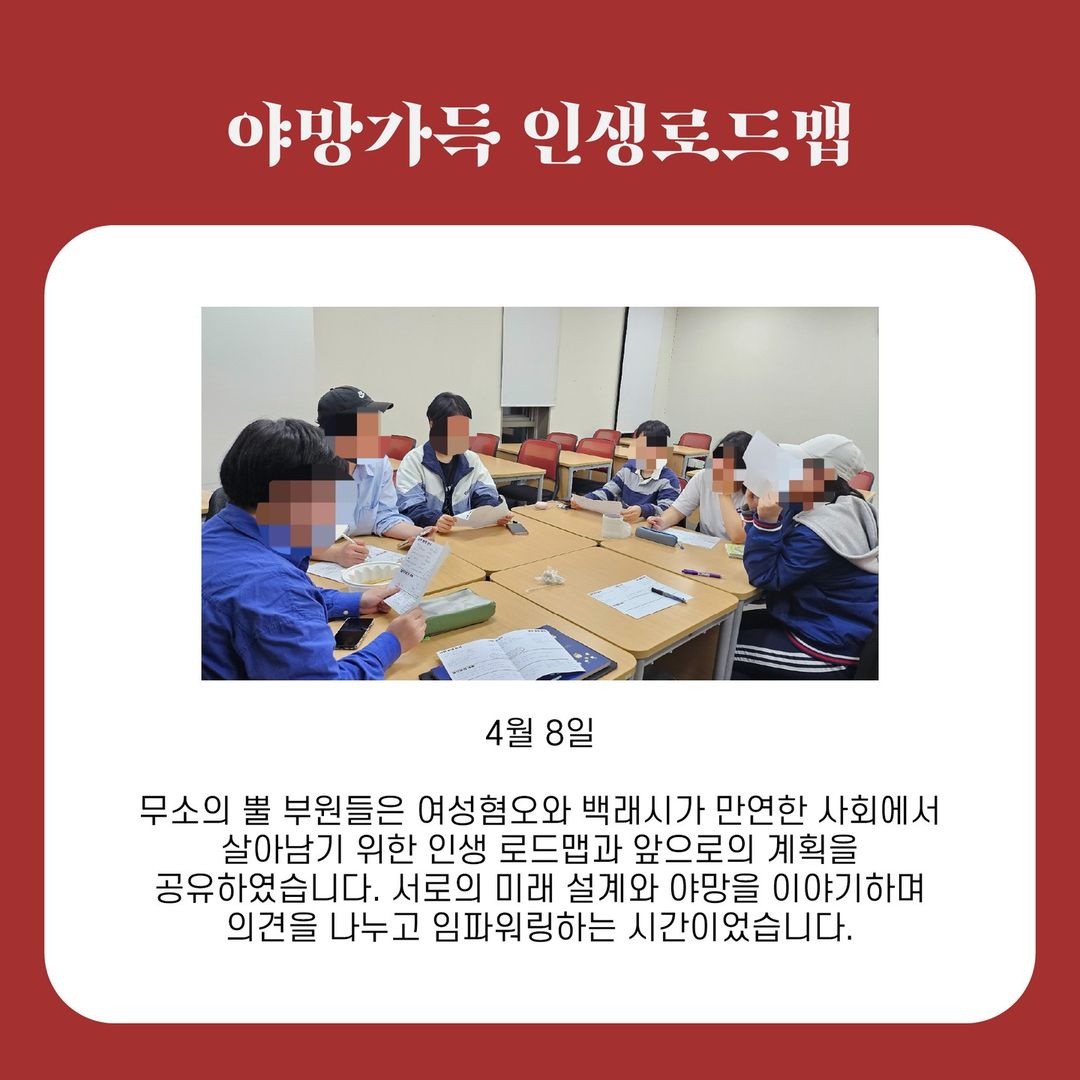 야망가득 인생로드맵
4월 8일
무소의 뿔 부원들은 여성혐오와 백래시가 만연한 사회에서
살아남기 위한 인생 로드맵과 앞으로의 계획을
공유하였습니다. 서로의 미래 설계와 야망을 이야기하며
의견을 나누고 임파워링하는 시간이었습니다.